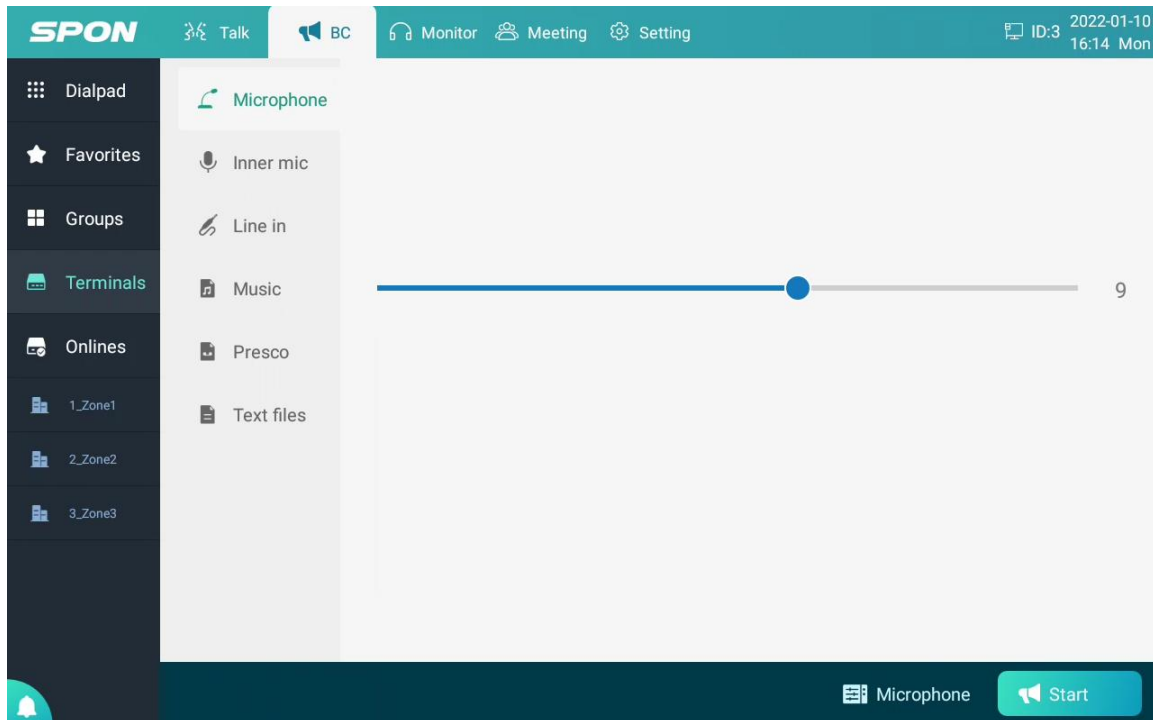 SPON
Talk
BC
Monitor
Meeting
Setting
ID:3
2022-01-10
16:14 Mon
Dialpad
Favorites
Groups
Terminals
Onlines
1_Zone1
2_Zone2
3_Zone3
Microphone
Inner mic
Line in
Music
Presco
Text files
9
Microphone
Start